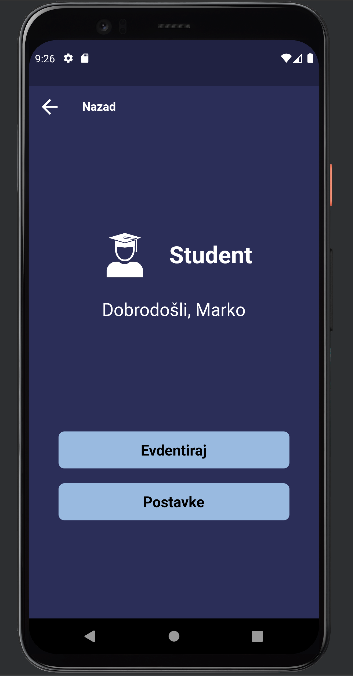 9:26
Nazad
Student
Dobrodošli, Marko
Evdentiraj
Postavke